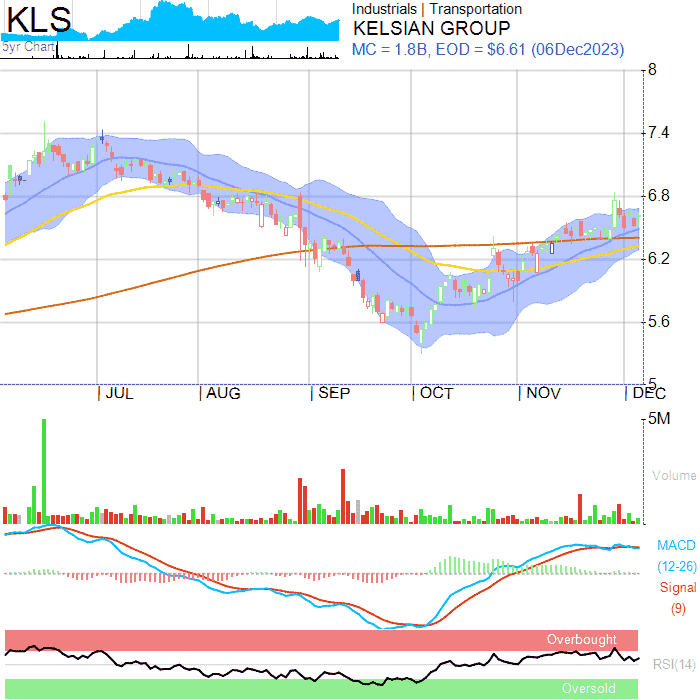 KLS
5yr Chart
Industrials | Transportation
KELSIAN GROUP
MC = 1.8B, EOD = $6.61 (06Dec2023)
8
7.4
6.8
6.2
5.6
5
| JUL | AUG | SEP | OCT | NOV | DEC
5M
Volume
MACD
(12-26)
Signal
(9)
Overbought
RSI(14)
Oversold